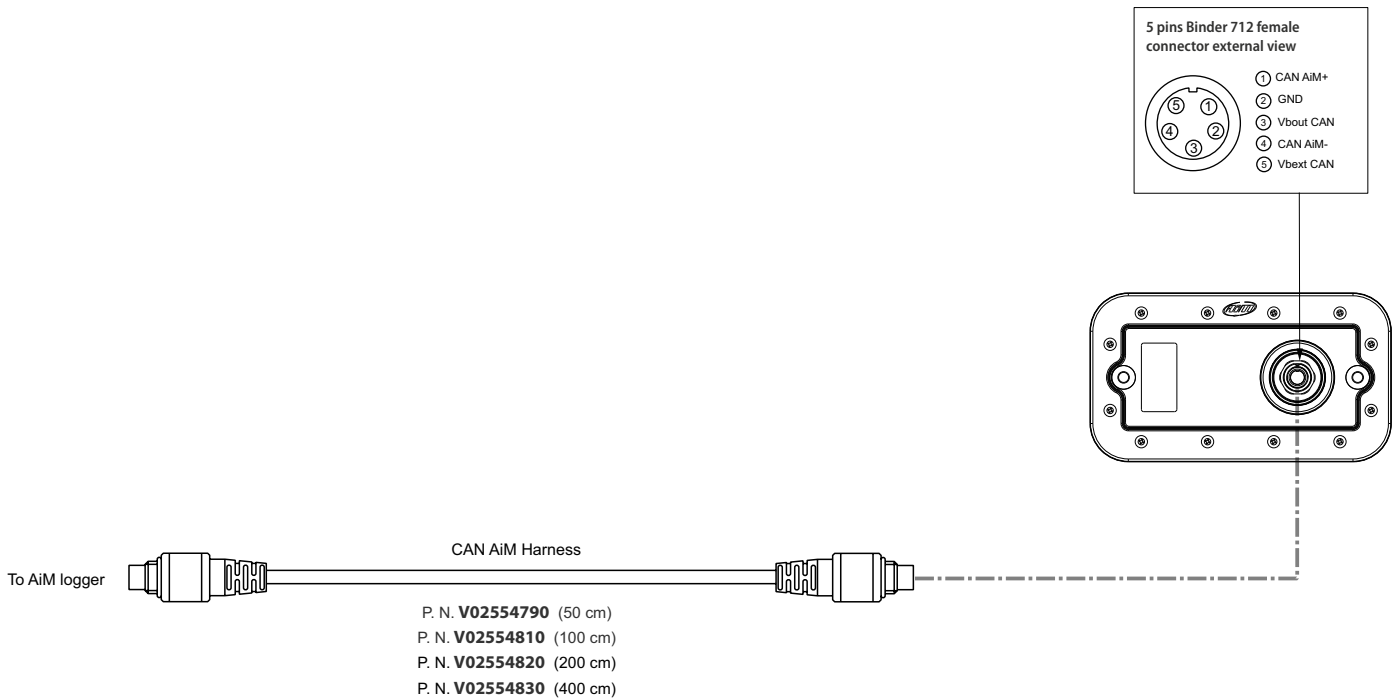 5 pins Binder 712 female
connector external view
1 CAN AiM+
2 GND
3 Vbout CAN
4 CAN AiM-
5 Vbext CAN
5 1
4 2
3
AiM
CAN AiM Harness
To AiM logger
P. N. V02554790 (50 cm)
P. N. V02554810 (100 cm)
P. N. V02554820 (200 cm)
P. N. V02554830 (400 cm)